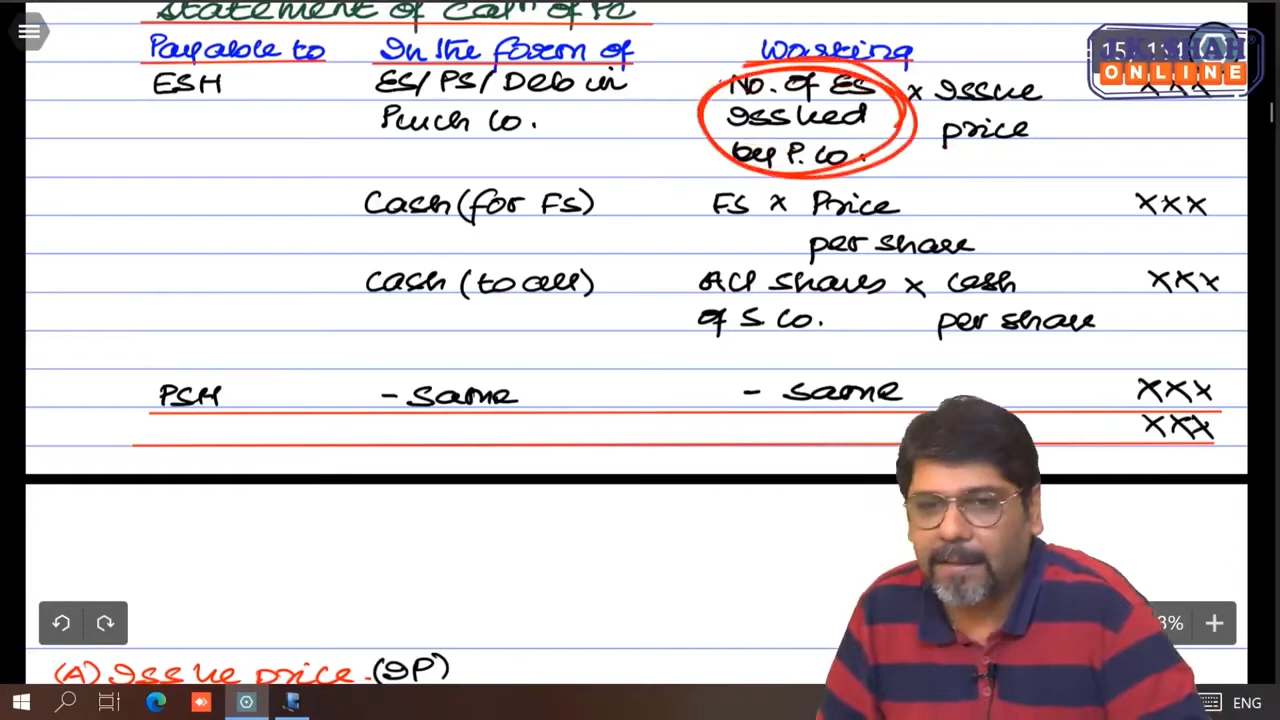 Statement of Calⁿ of PC
Payable to In the form of Working
ESH ES/PS/Deb in No. of ES × Issue XXX
Purch Co. Issued price
by P. Co.
Cash (for Fs) FS × Price XXX
per share
Cash (to all) All shares × Cash XXX
of S. Co. per share
PSH - Same - Same XXX
XXX
(A) Issue price. (IP)
ONLINE
ENG